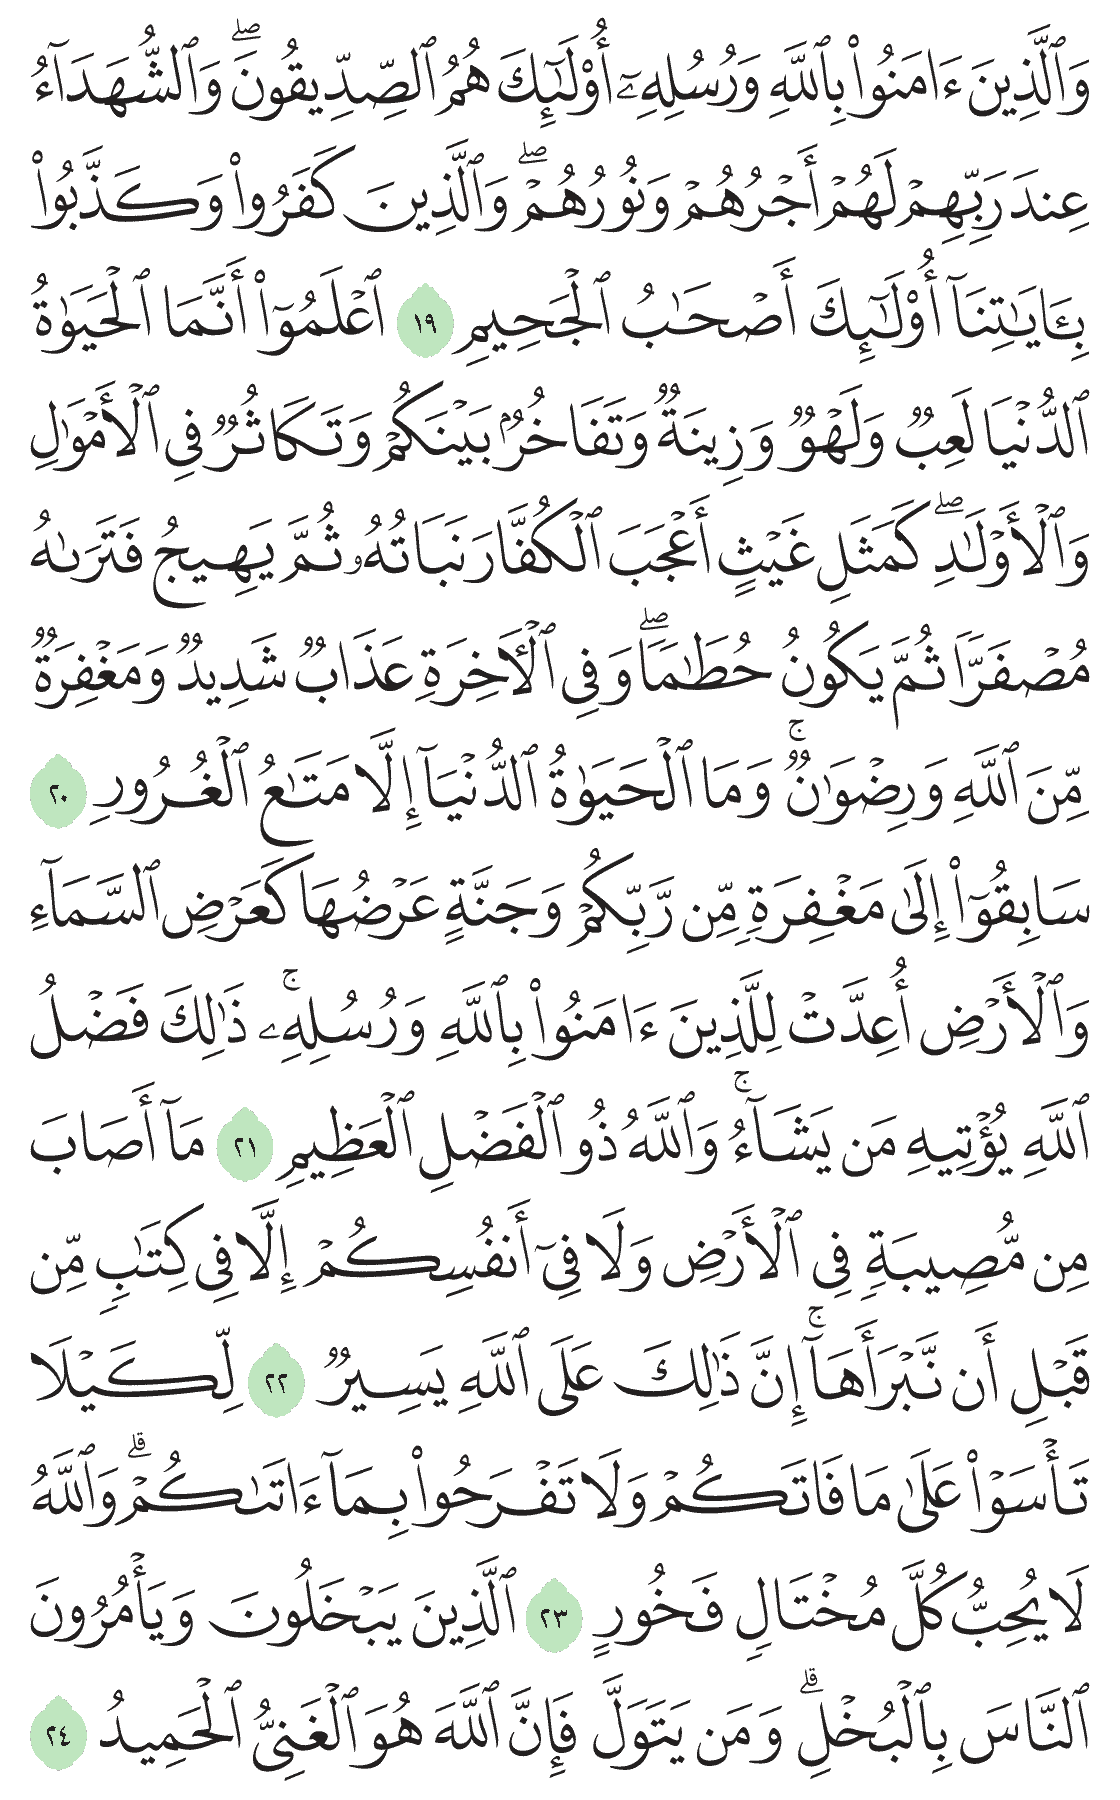 وَٱلَّذِينَ ءَامَنُوا۟ بِٱللَّهِ وَرُسُلِهِۦٓ أُو۟لَـٰٓئِكَ هُمُ ٱلصِّدِّيقُونَ ۖ وَٱلشُّهَدَآءُ
عِندَ رَبِّهِمْ لَهُمْ أَجْرُهُمْ وَنُورُهُمْ ۖ وَٱلَّذِينَ كَفَرُوا۟ وَكَذَّبُوا۟
بِـَٔايَـٰتِنَآ أُو۟لَـٰٓئِكَ أَصْحَـٰبُ ٱلْجَحِيمِ ١٩ ٱعْلَمُوٓا۟ أَنَّمَا ٱلْحَيَوٰةُ
ٱلدُّنْيَا لَعِبٌ وَلَهْوٌ وَزِينَةٌ وَتَفَاخُرٌۢ بَيْنَكُمْ وَتَكَاثُرٌ فِى ٱلْأَمْوَٰلِ
وَٱلْأَوْلَـٰدِ ۖ كَمَثَلِ غَيْثٍ أَعْجَبَ ٱلْكُفَّارَ نَبَاتُهُۥ ثُمَّ يَهِيجُ فَتَرَىٰهُ
مُصْفَرًّا ثُمَّ يَكُونُ حُطَـٰمًا ۖ وَفِى ٱلْـَٔاخِرَةِ عَذَابٌ شَدِيدٌ وَمَغْفِرَةٌ
مِّنَ ٱللَّهِ وَرِضْوَٰنٌ ۚ وَمَا ٱلْحَيَوٰةُ ٱلدُّنْيَآ إِلَّا مَتَـٰعُ ٱلْغُرُورِ ٢٠
سَابِقُوٓا۟ إِلَىٰ مَغْفِرَةٍ مِّن رَّبِّكُمْ وَجَنَّةٍ عَرْضُهَا كَعَرْضِ ٱلسَّمَآءِ
وَٱلْأَرْضِ أُعِدَّتْ لِلَّذِينَ ءَامَنُوا۟ بِٱللَّهِ وَرُسُلِهِۦ ۚ ذَٰلِكَ فَضْلُ
ٱللَّهِ يُؤْتِيهِ مَن يَشَآءُ ۚ وَٱللَّهُ ذُو ٱلْفَضْلِ ٱلْعَظِيمِ ٢١ مَآ أَصَابَ
مِن مُّصِيبَةٍ فِى ٱلْأَرْضِ وَلَا فِىٓ أَنفُسِكُمْ إِلَّا فِى كِتَـٰبٍ مِّن
قَبْلِ أَن نَّبْرَأَهَآ ۚ إِنَّ ذَٰلِكَ عَلَى ٱللَّهِ يَسِيرٌ ٢٢ لِّكَيْلَا
تَأْسَوْا۟ عَلَىٰ مَا فَاتَكُمْ وَلَا تَفْرَحُوا۟ بِمَآ ءَاتَىٰكُمْ ۗ وَٱللَّهُ
لَا يُحِبُّ كُلَّ مُخْتَالٍ فَخُورٍ ٢٣ ٱلَّذِينَ يَبْخَلُونَ وَيَأْمُرُونَ
ٱلنَّاسَ بِٱلْبُخْلِ ۗ وَمَن يَتَوَلَّ فَإِنَّ ٱللَّهَ هُوَ ٱلْغَنِىُّ ٱلْحَمِيدُ ٢٤